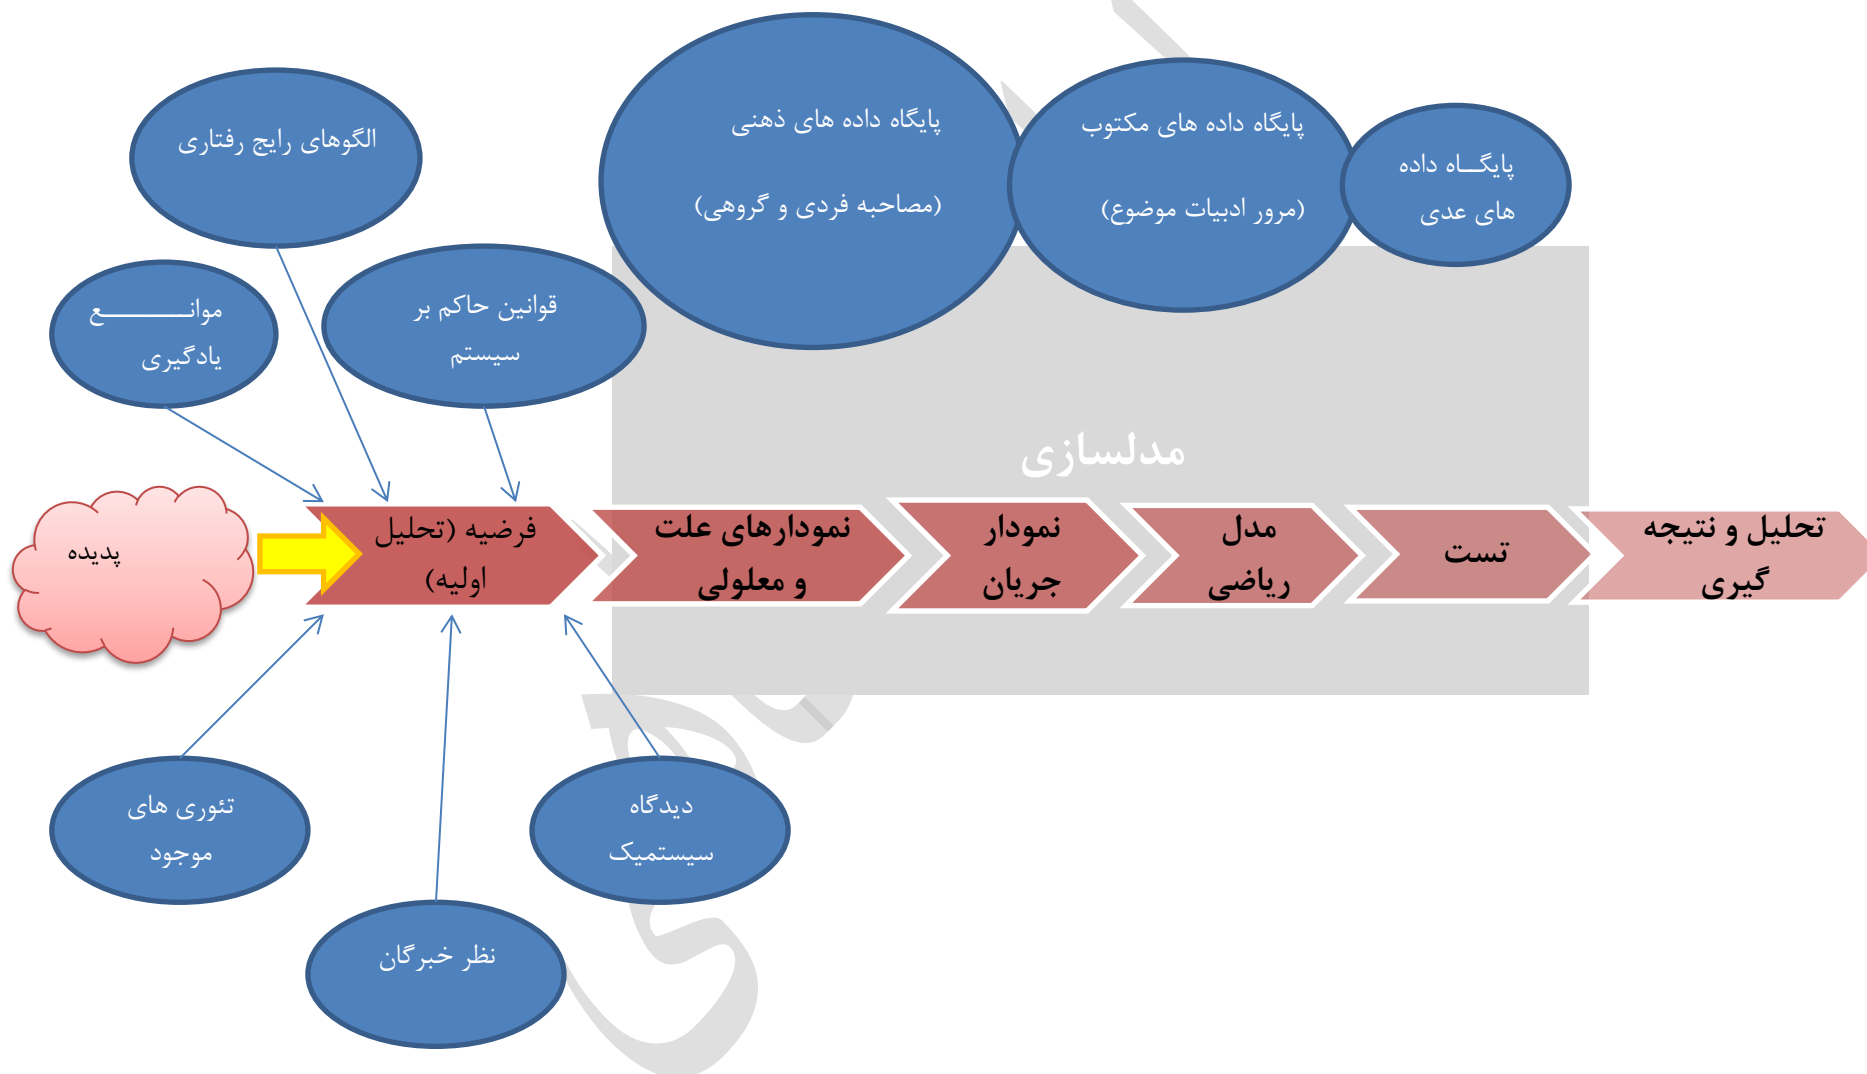 پایگاه داده های ذهنی
(مصاحبه فردی و گروهی)
پایگاه داده های مکتوب
(مرور ادبیات موضوع)
پایگـاه داده
های عدی
الگوهای رایج رفتاری
موانـــــــع
یادگیری
قوانین حاکم بر
سیستم
مدلسازی
پدیده
فرضیه (تحلیل
اولیه)
نمودارهای علت
و معلولی
نمودار
جریان
مدل
ریاضی
تست
تحلیل و نتیجه
گیری
تئوری های
موجود
نظر خبرگان
دیدگاه
سیستمیک